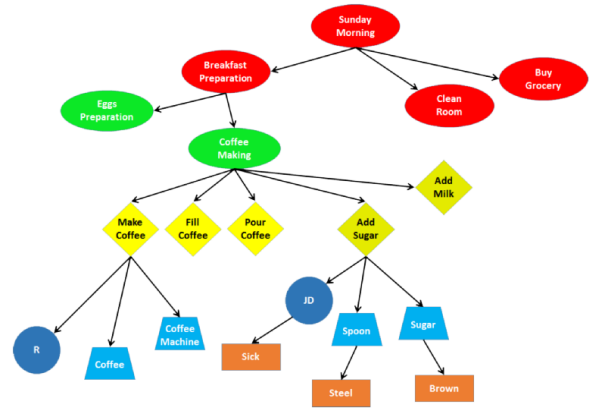 Sunday
Morning
Breakfast
Preparation
Buy
Grocery
Clean
Room
Eggs
Preparation
Coffee
Making
Add
Milk
Make
Coffee
Fill
Coffee
Pour
Coffee
Add
Sugar
JD
Coffee
Machine
Spoon
Sugar
R
Coffee
Sick
Steel
Brown